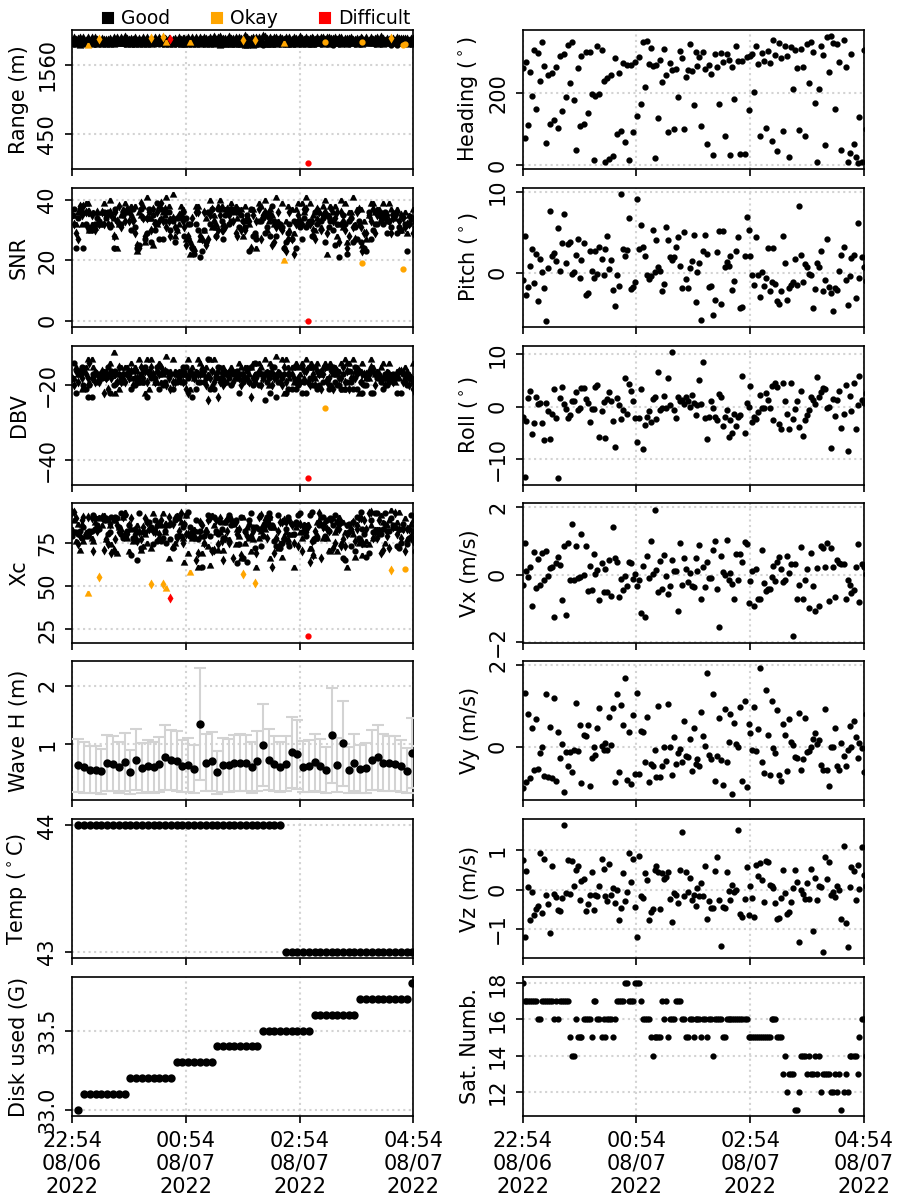 Good Okay Difficult
Range (m)
1560
450
Heading (°)
200
0
SNR
40
20
0
Pitch (°)
10
0
DBV
−20
−40
Roll (°)
10
0
−10
Xc
75
50
25
Vx (m/s)
2
0
−2
Wave H (m)
2
1
Vy (m/s)
2
0
Temp (°C)
44
43
Vz (m/s)
1
0
−1
Disk used (G)
33.5
33.0
Sat. Numb.
18
16
14
12
22:54 00:54 02:54 04:54
08/06 08/07 08/07 08/07
2022 2022 2022 2022
22:54 00:54 02:54 04:54
08/06 08/07 08/07 08/07
2022 2022 2022 2022